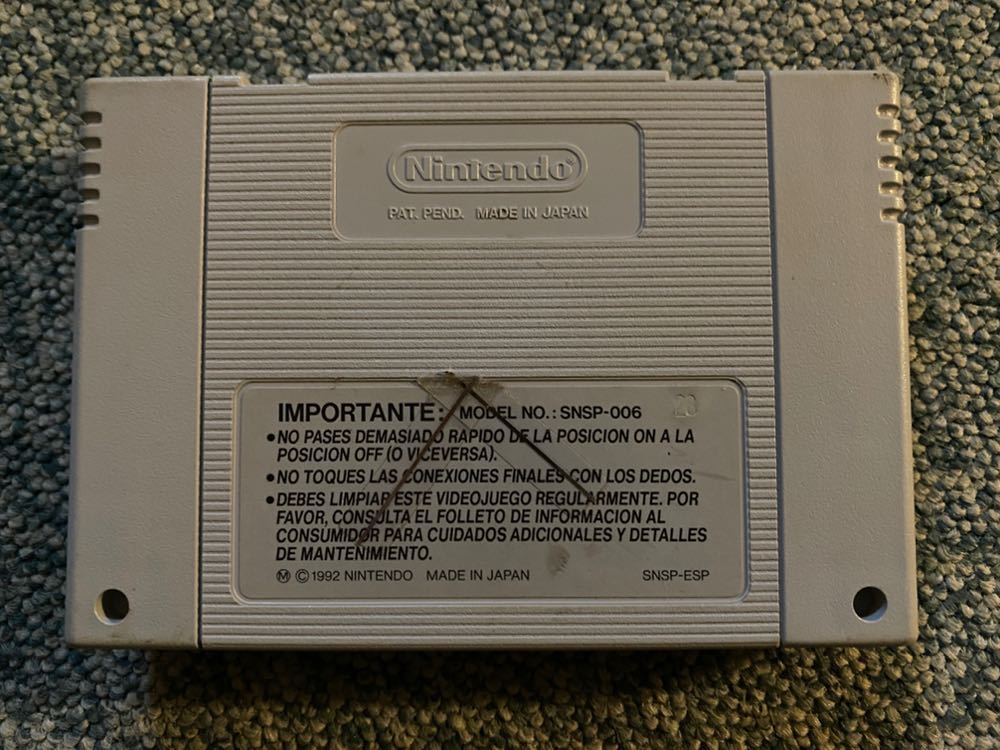 Nintendo®
PAT. PEND. MADE IN JAPAN
IMPORTANTE: MODEL NO.: SNSP-006
20
•NO PASES DEMASIADO RAPIDO DE LA POSICION ON A LA
POSICION OFF (O VICEVERSA).
•NO TOQUES LAS CONEXIONES FINALES CON LOS DEDOS.
•DEBES LIMPIAR ESTE VIDEOJUEGO REGULARMENTE. POR
FAVOR, CONSULTA EL FOLLETO DE INFORMACION AL
CONSUMIDOR PARA CUIDADOS ADICIONALES Y DETALLES
DE MANTENIMIENTO.
Ⓜ ©1992 NINTENDO MADE IN JAPAN SNSP-ESP